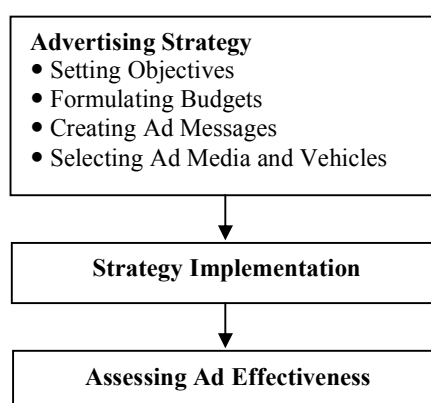 Advertising Strategy
• Setting Objectives
• Formulating Budgets
• Creating Ad Messages
• Selecting Ad Media and Vehicles
Strategy Implementation
Assessing Ad Effectiveness